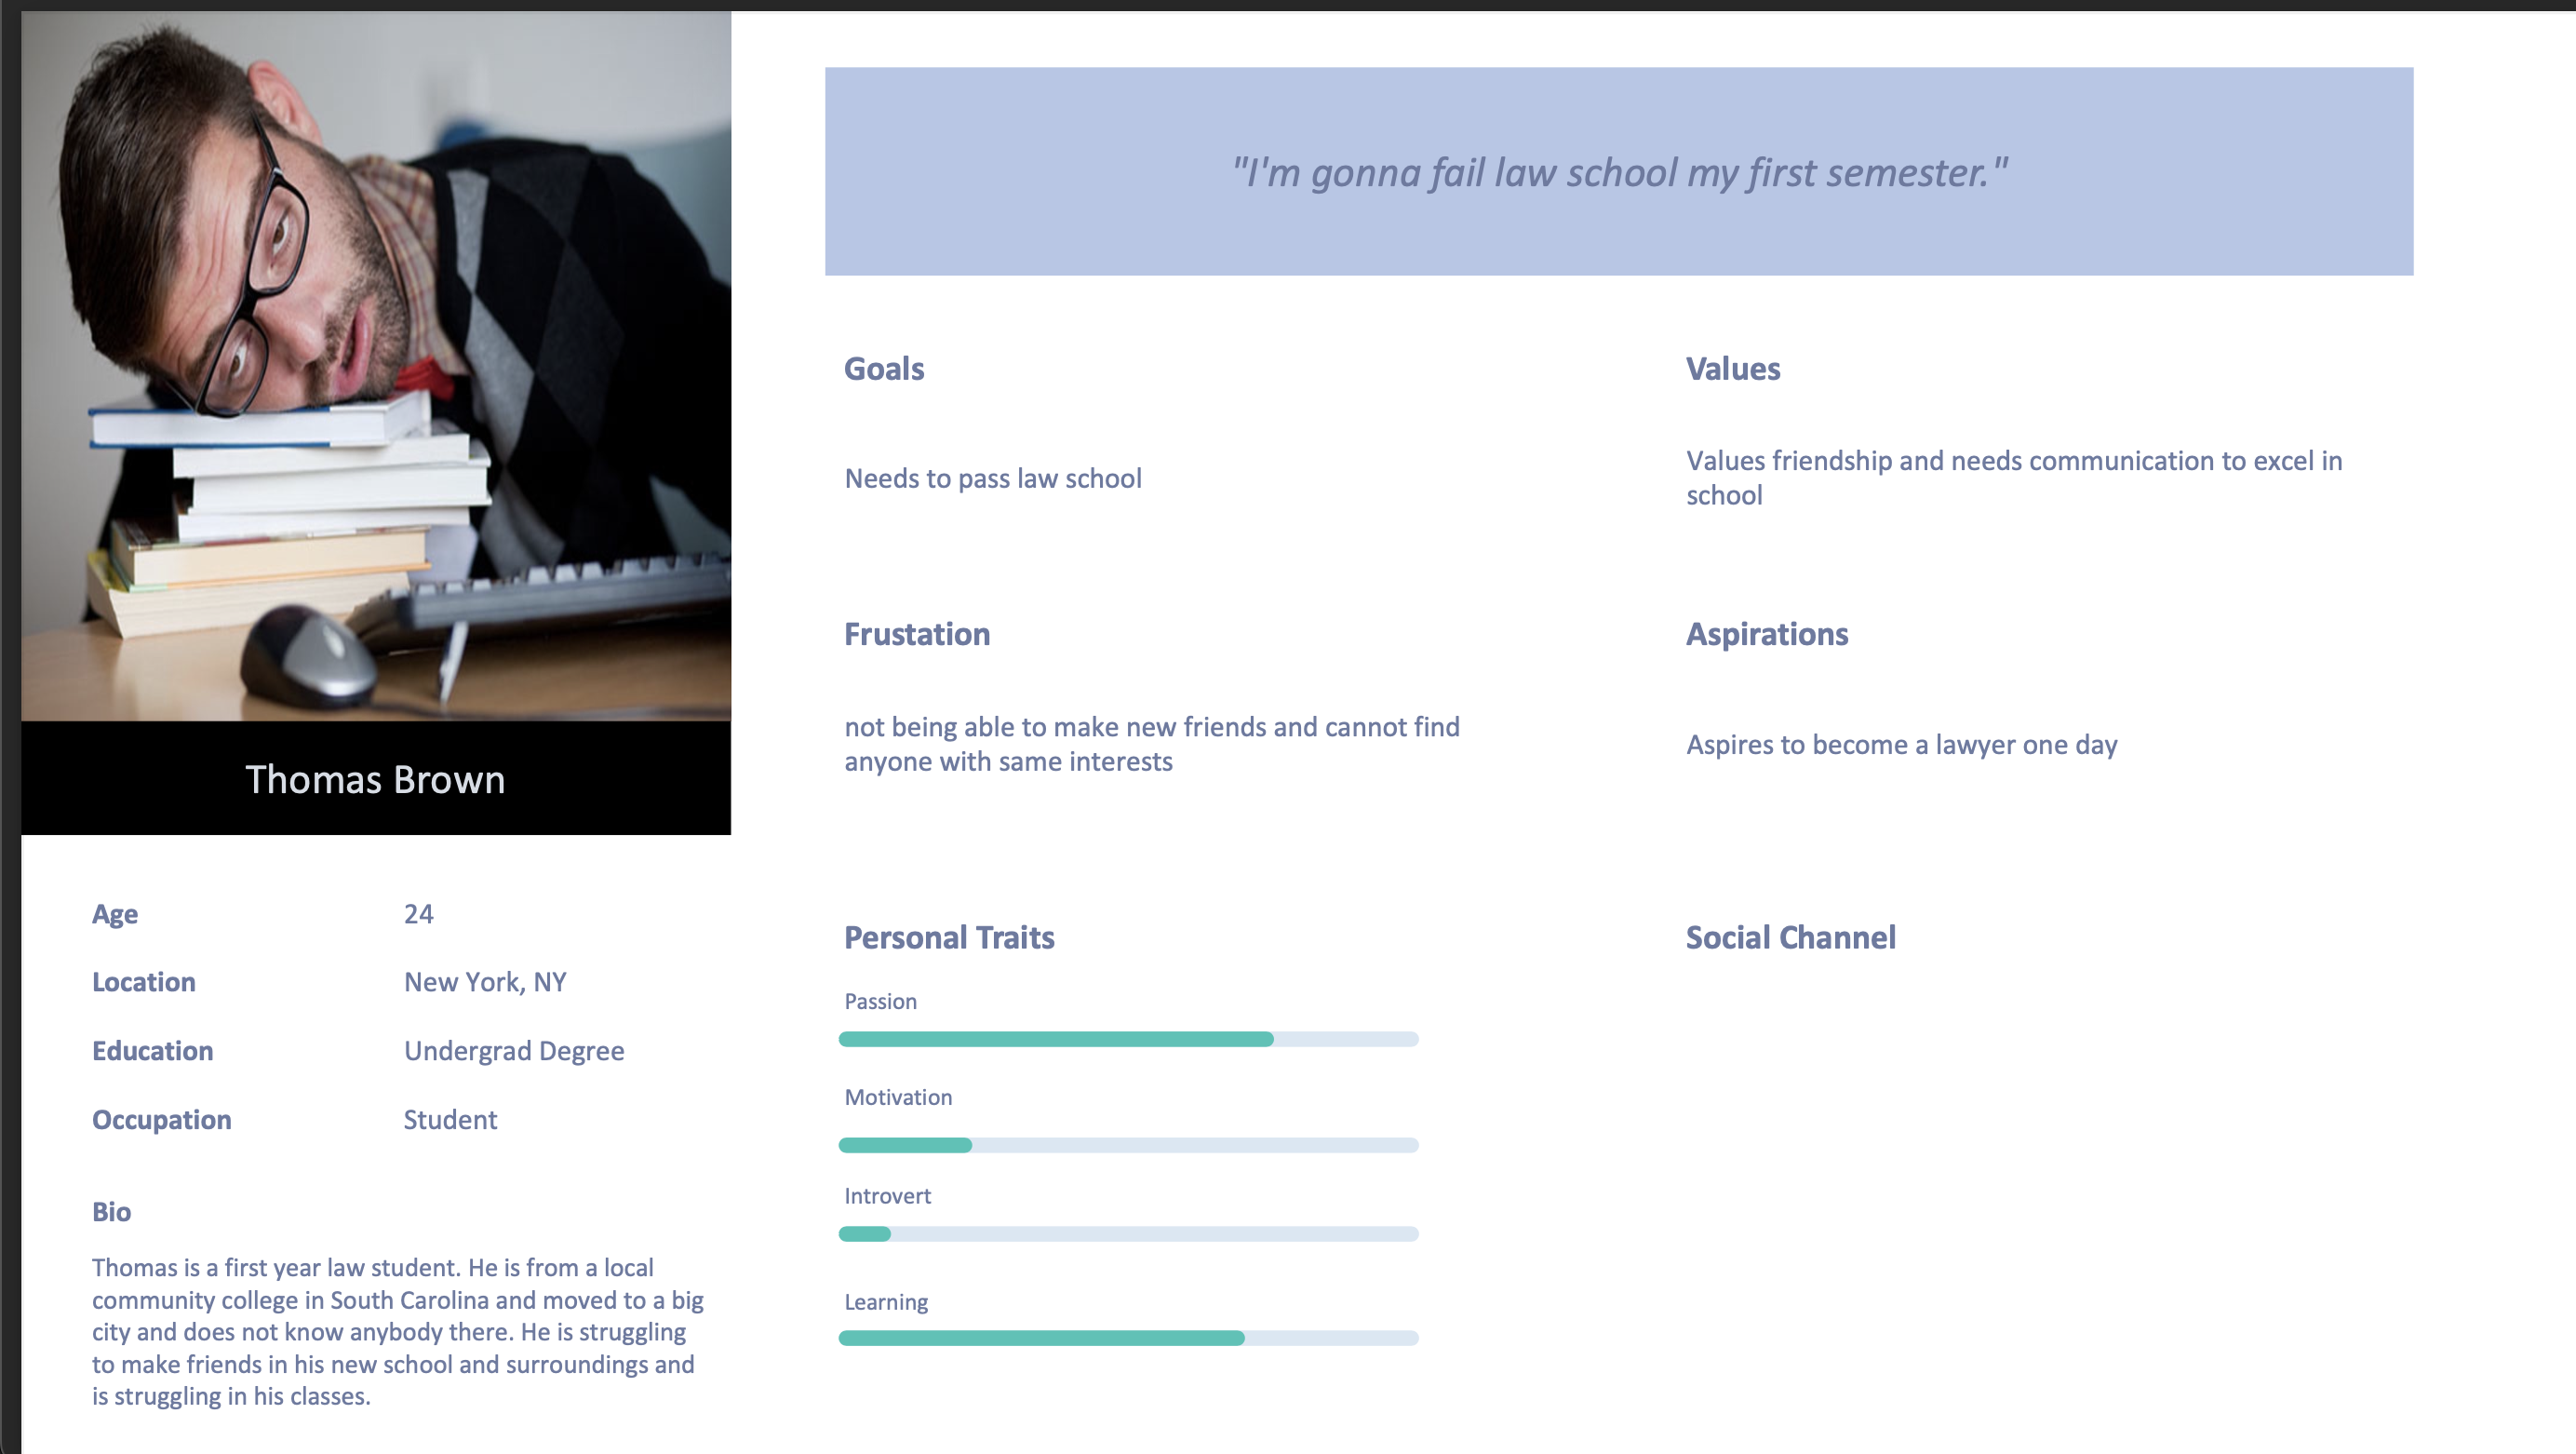 Thomas Brown
Age 24
Location New York, NY
Education Undergrad Degree
Occupation Student
Bio
Thomas is a first year law student. He is from a local
community college in South Carolina and moved to a big
city and does not know anybody there. He is struggling
to make friends in his new school and surroundings and
is struggling in his classes.
"I'm gonna fail law school my first semester."
Goals
Needs to pass law school
Values
Values friendship and needs communication to excel in
school
Frustation
not being able to make new friends and cannot find
anyone with same interests
Aspirations
Aspires to become a lawyer one day
Personal Traits
Passion
Motivation
Introvert
Learning
Social Channel